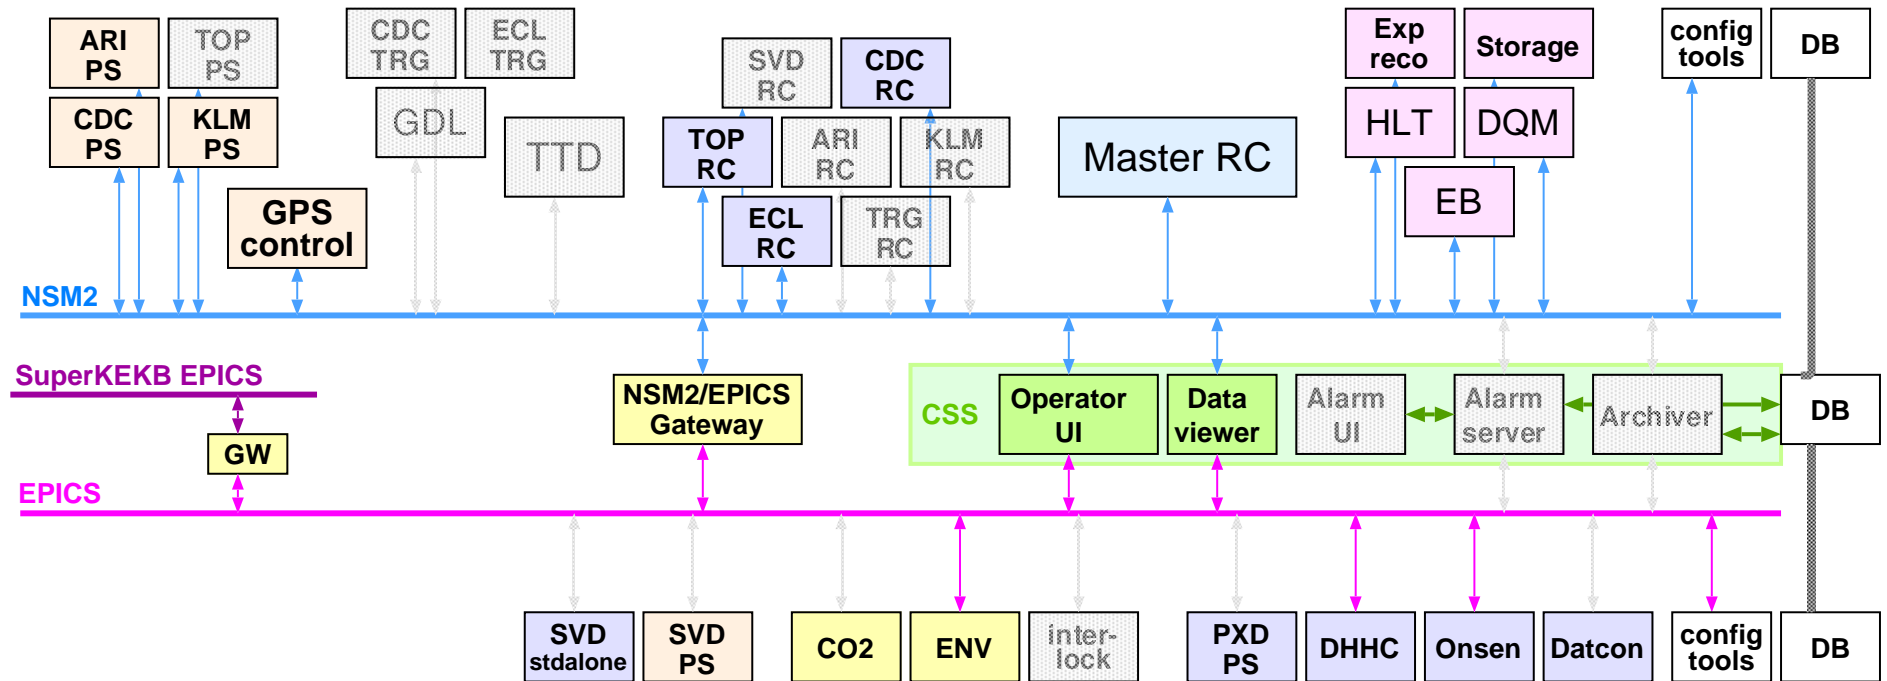 ARI
PS
TOP
PS
CDC
TRG
ECL
TRG
SVD
RC
CDC
RC
Exp
reco
Storage
config
tools
DB
CDC
PS
KLM
PS
GDL
TTD
TOP
RC
ARI
RC
KLM
RC
Master RC
HLT
DQM
GPS
control
ECL
RC
TRG
RC
EB
NSM2
SuperKEKB EPICS
GW
NSM2/EPICS
Gateway
CSS
Operator
UI
Data
viewer
Alarm
UI
Alarm
server
Archiver
DB
EPICS
SVD
stdalone
SVD
PS
CO2
ENV
inter-
lock
PXD
PS
DHHC
Onsen
Datcon
config
tools
DB